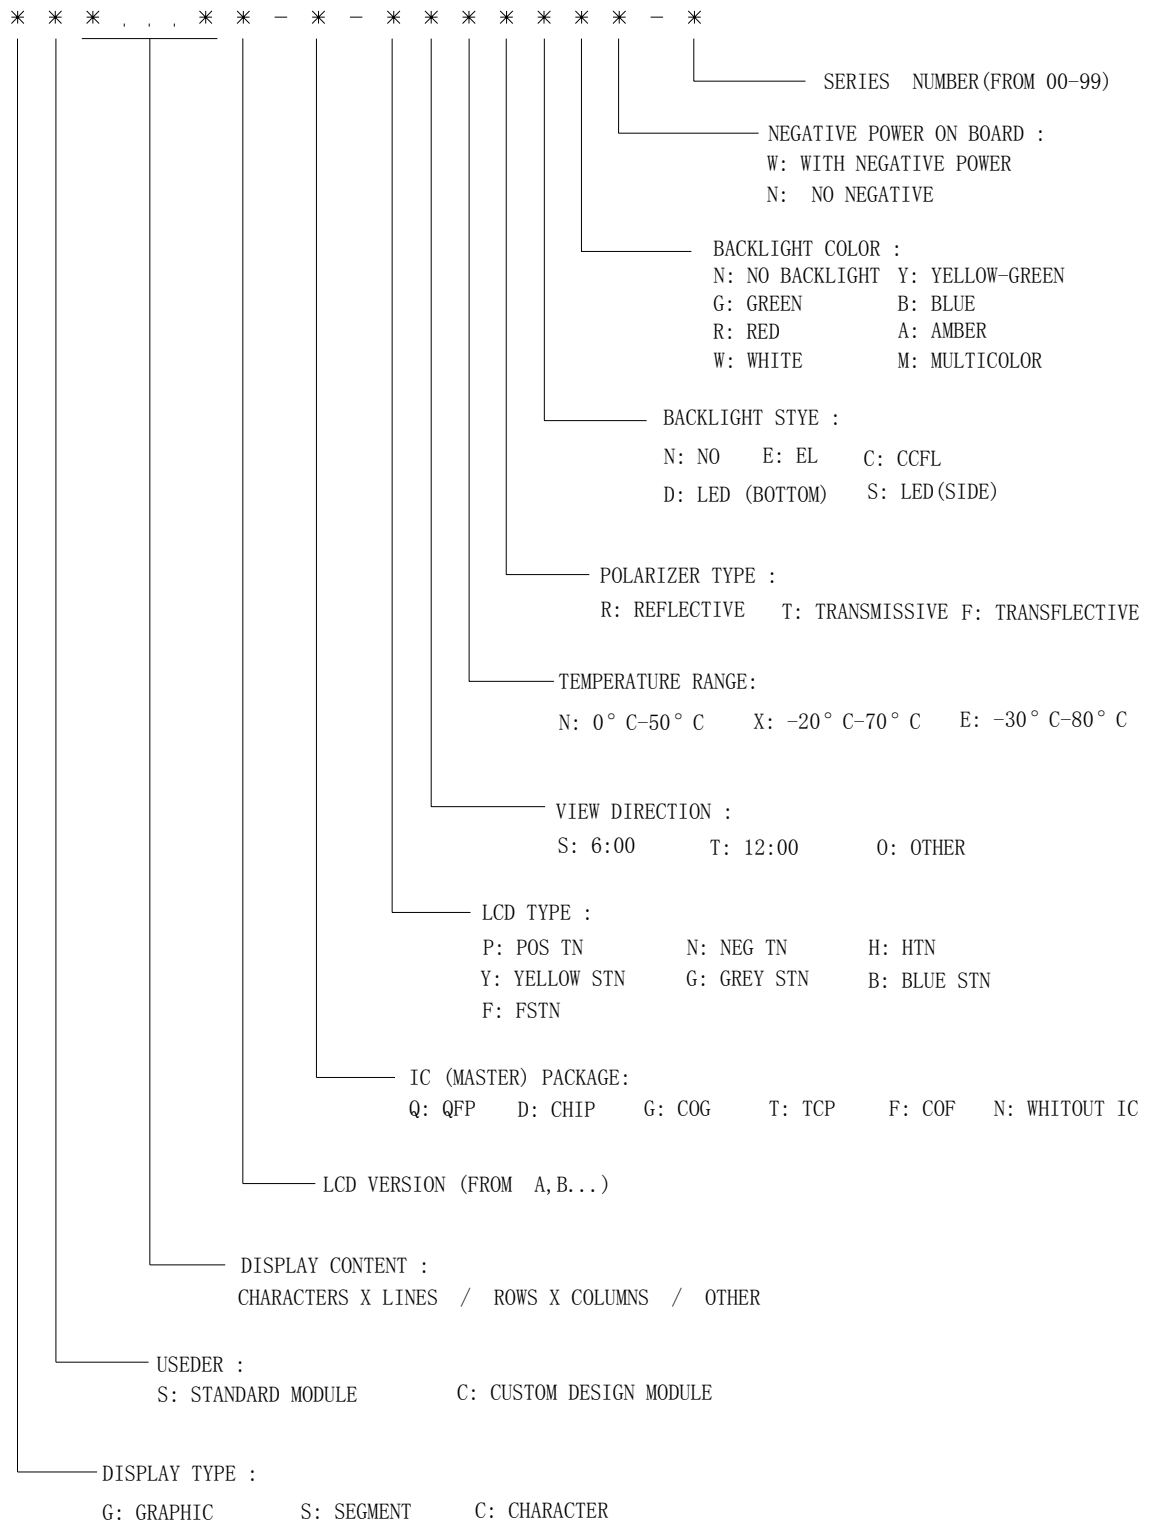 * * * . . . * * - * - * * * * * * * - *
SERIES NUMBER(FROM 00-99)
NEGATIVE POWER ON BOARD :
W: WITH NEGATIVE POWER
N: NO NEGATIVE
BACKLIGHT COLOR :
N: NO BACKLIGHT Y: YELLOW-GREEN
G: GREEN B: BLUE
R: RED A: AMBER
W: WHITE M: MULTICOLOR
BACKLIGHT STYE :
N: NO E: EL C: CCFL
D: LED (BOTTOM) S: LED(SIDE)
POLARIZER TYPE :
R: REFLECTIVE T: TRANSMISSIVE F: TRANSFLECTIVE
TEMPERATURE RANGE:
N: 0° C-50° C X: -20° C-70° C E: -30° C-80° C
VIEW DIRECTION :
S: 6:00 T: 12:00 O: OTHER
LCD TYPE :
P: POS TN N: NEG TN H: HTN
Y: YELLOW STN G: GREY STN B: BLUE STN
F: FSTN
IC (MASTER) PACKAGE:
Q: QFP D: CHIP G: COG T: TCP F: COF N: WHITOUT IC
LCD VERSION (FROM A,B...)
DISPLAY CONTENT :
CHARACTERS X LINES / ROWS X COLUMNS / OTHER
USEDER :
S: STANDARD MODULE C: CUSTOM DESIGN MODULE
DISPLAY TYPE :
G: GRAPHIC S: SEGMENT C: CHARACTER